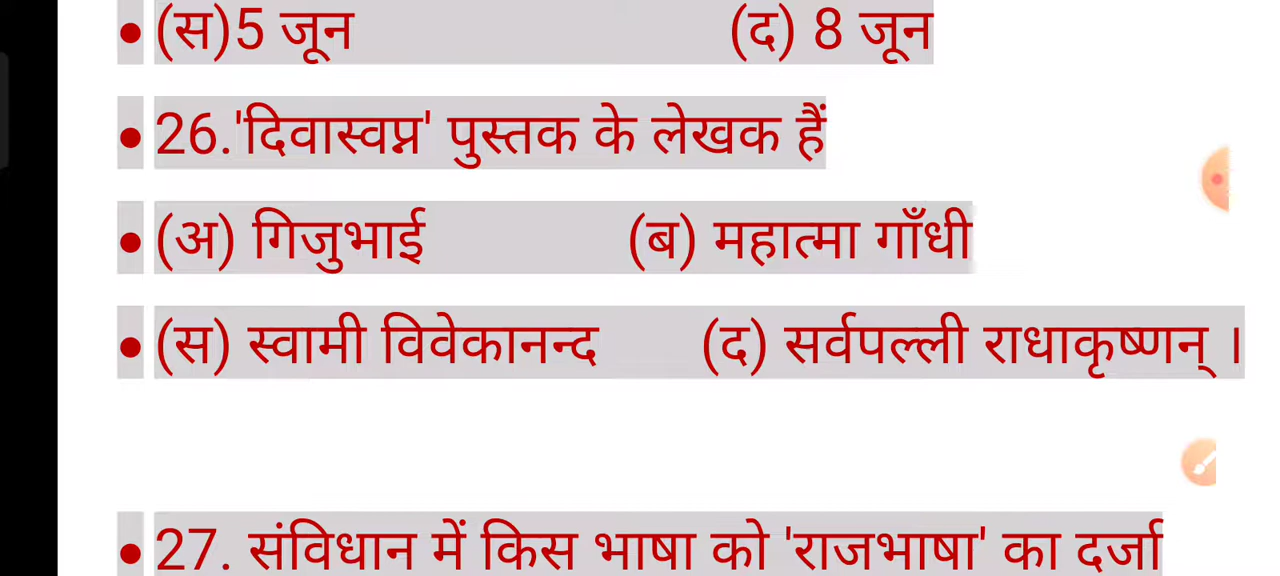 • (स)5 जून (द) 8 जून
• 26.'दिवास्वप्न' पुस्तक के लेखक हैं
• (अ) गिजुभाई (ब) महात्मा गाँधी
• (स) स्वामी विवेकानन्द (द) सर्वपल्ली राधाकृष्णन् ।
• 27. संविधान में किस भाषा को 'राजभाषा' का दर्जा